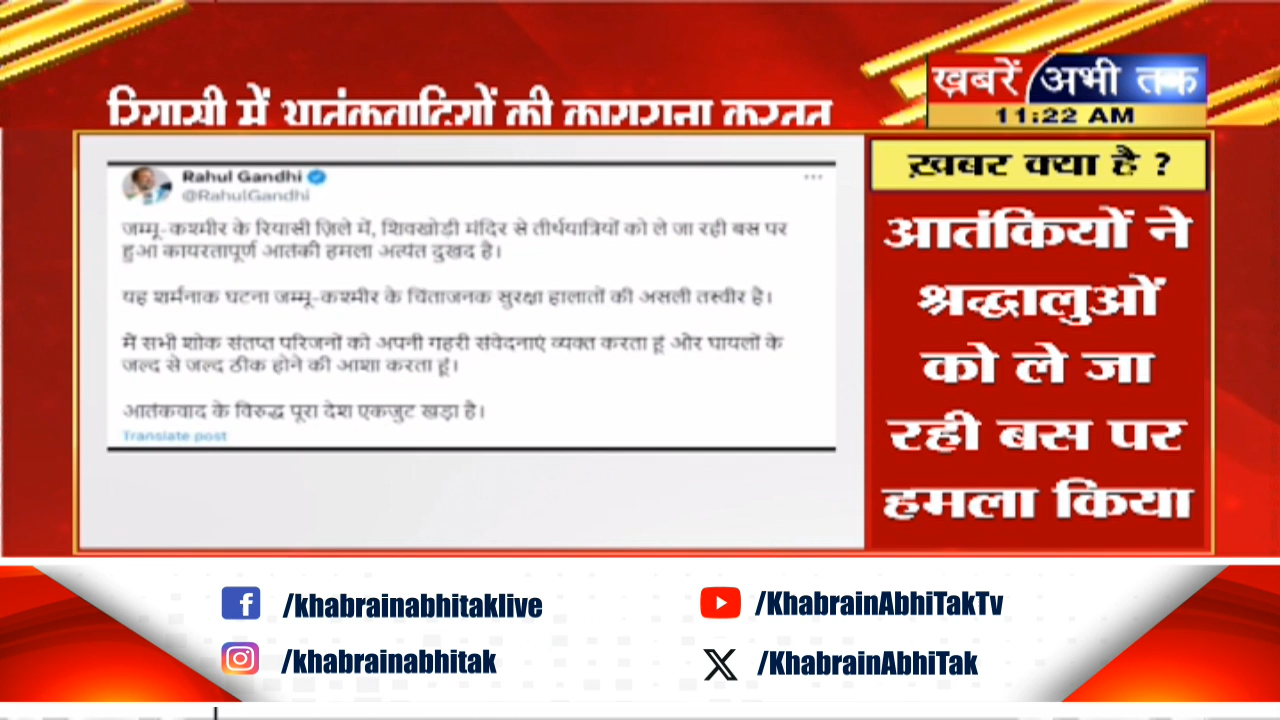 रियासी में आतंकवादियों की कायराना करतूत
ख़बरें अभी तक
11:22 AM
Rahul Gandhi
@RahulGandhi
जम्मू-कश्मीर के रियासी ज़िले में, शिवखोड़ी मंदिर से तीर्थयात्रियों को ले जा रही बस पर
हुआ कायरतापूर्ण आतंकी हमला अत्यंत दुखद है।
यह शर्मनाक घटना जम्मू-कश्मीर के चिंताजनक सुरक्षा हालातों की असली तस्वीर है।
मैं सभी शोक संतप्त परिजनों को अपनी गहरी संवेदनाएं व्यक्त करता हूं और घायलों के
जल्द से जल्द ठीक होने की आशा करता हूं।
आतंकवाद के विरुद्ध पूरा देश एकजुट खड़ा है।
Translate post
ख़बर क्या है ?
आतंकियों ने
श्रद्धालुओं
को ले जा
रही बस पर
हमला किया
/khabrainabhitaklive
/KhabrainAbhiTakTv
/khabrainabhitak
/KhabrainAbhiTak